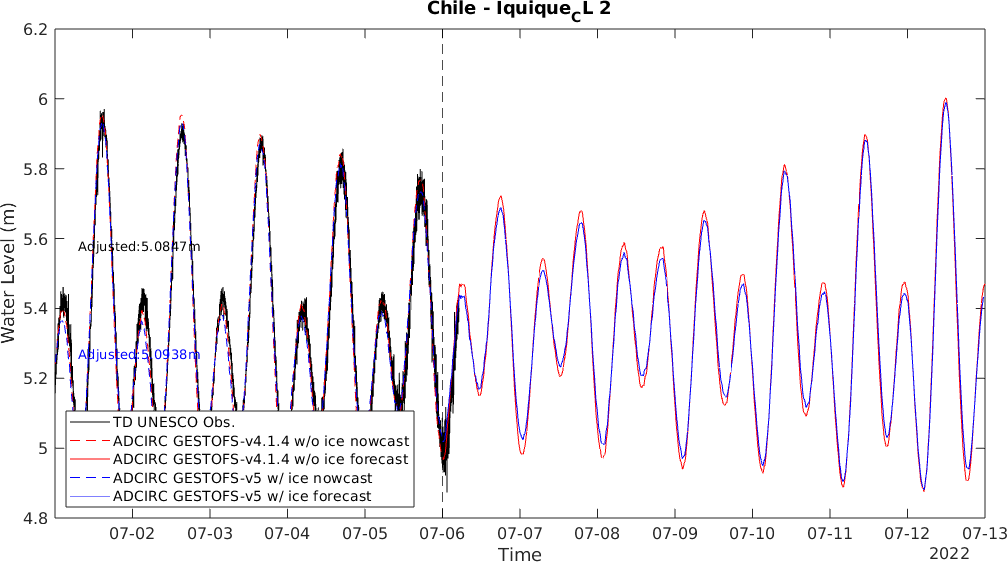 Chile - Iquique_CL 2
6.2
6
5.8
5.6
5.4
5.2
5
4.8
Water Level (m)
Adjusted:5.0847m
Adjusted:5.0938m
TD UNESCO Obs.
ADCIRC GESTOFS-v4.1.4 w/o ice nowcast
ADCIRC GESTOFS-v4.1.4 w/o ice forecast
ADCIRC GESTOFS-v5 w/ ice nowcast
ADCIRC GESTOFS-v5 w/ ice forecast
07-02 07-03 07-04 07-05 07-06 07-07 07-08 07-09 07-10 07-11 07-12 07-13
Time
2022